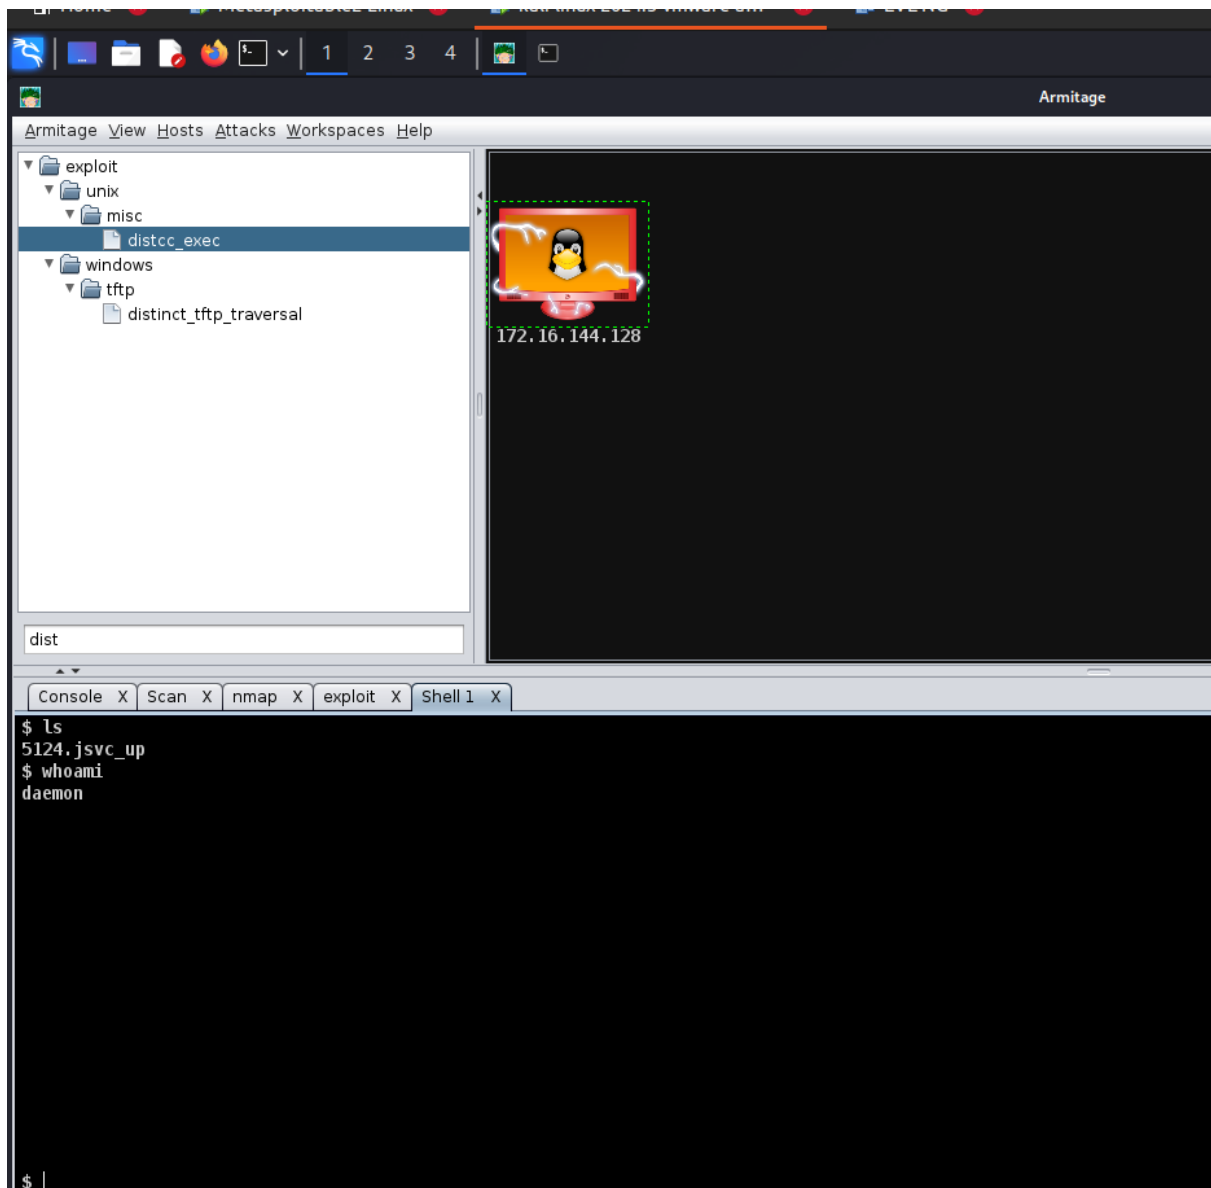 Home
1 2 3 4
Armitage
Armitage View Hosts Attacks Workspaces Help
exploit
unix
misc
distcc_exec
windows
tftp
distinct_tftp_traversal
172.16.144.128
dist
Console X Scan X nmap X exploit X Shell 1 X
$ ls
5124.jsvc_up
$ whoami
daemon
$